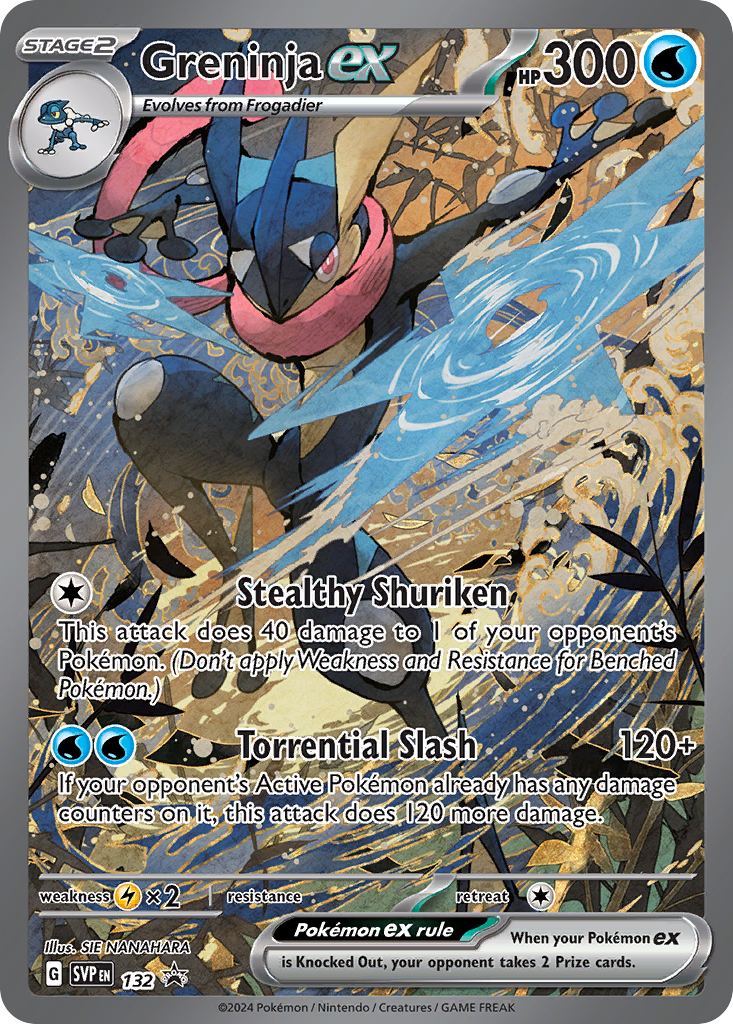 STAGE2
Greninja ex
HP300
Evolves from Frogadier
Stealthy Shuriken
This attack does 40 damage to 1 of your opponent's
Pokémon. (Don't apply Weakness and Resistance for Benched
Pokémon.)
Torrential Slash 120+
If your opponent's Active Pokémon already has any damage
counters on it, this attack does 120 more damage.
weakness ×2 resistance retreat
Illus. SIE NANAHARA
Pokémon ex rule
When your Pokémon ex
is Knocked Out, your opponent takes 2 Prize cards.
G SVP EN 132
©2024 Pokémon / Nintendo / Creatures / GAME FREAK